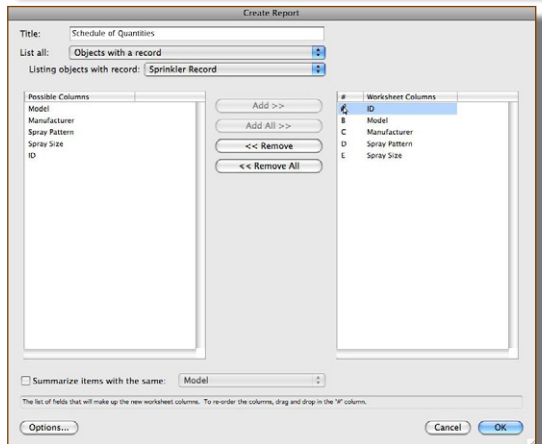 Create Report
Title: Schedule of Quantities
List all: Objects with a record
Listing objects with record: Sprinkler Record
Possible Columns
Model
Manufacturer
Spray Pattern
Spray Size
ID
Add >>
Add All >>
<< Remove
<< Remove All
# Worksheet Columns
ID
B Model
C Manufacturer
D Spray Pattern
E Spray Size
Summarize items with the same: Model
The list of fields that will make up the new worksheet columns. To re-order the columns, drag and drop in the '#' column.
Options... Cancel OK